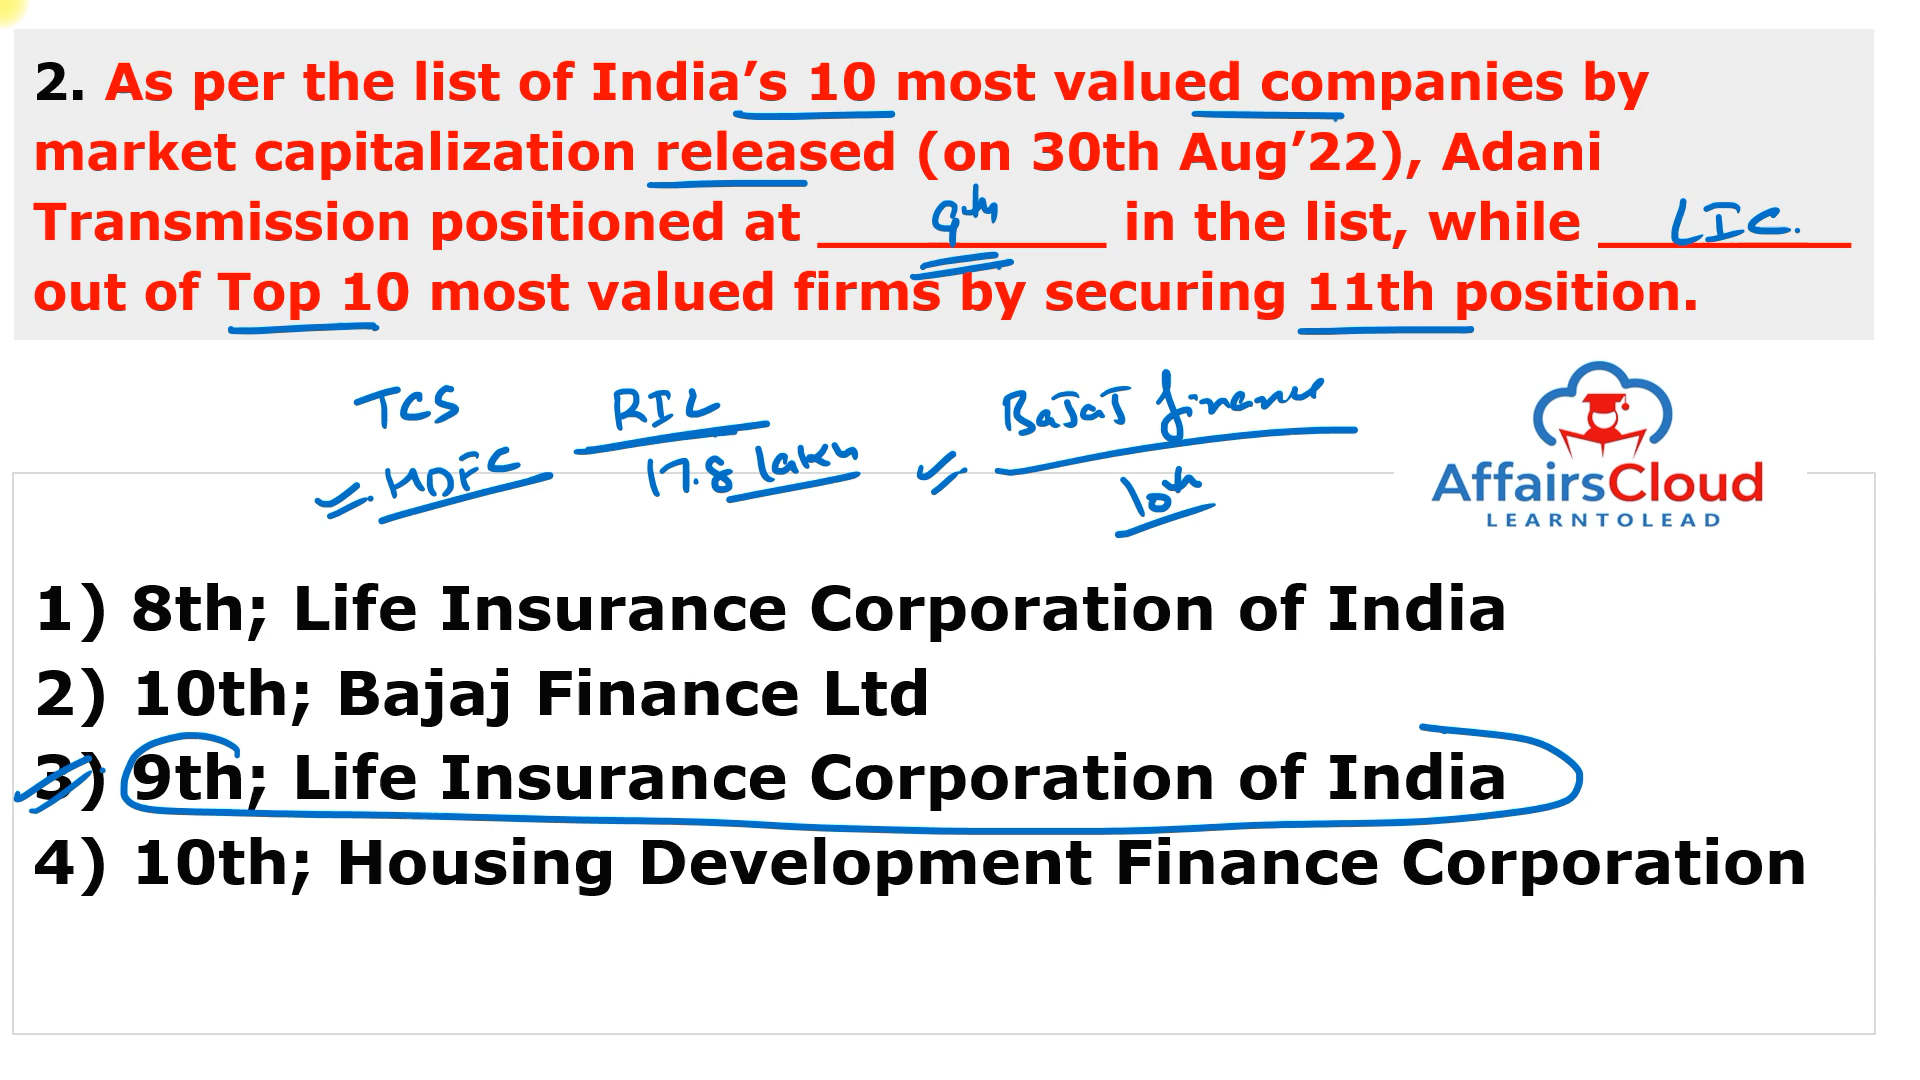 2. As per the list of India’s 10 most valued companies by
market capitalization released (on 30th Aug’22), Adani
Transmission positioned at 9th in the list, while LIC.
out of Top 10 most valued firms by securing 11th position.
TCS RIL Bajaj finance
HDFC 17.8 lakh 10th
AffairsCloud
LEARNTOLEAD
1) 8th; Life Insurance Corporation of India
2) 10th; Bajaj Finance Ltd
3) 9th; Life Insurance Corporation of India
4) 10th; Housing Development Finance Corporation